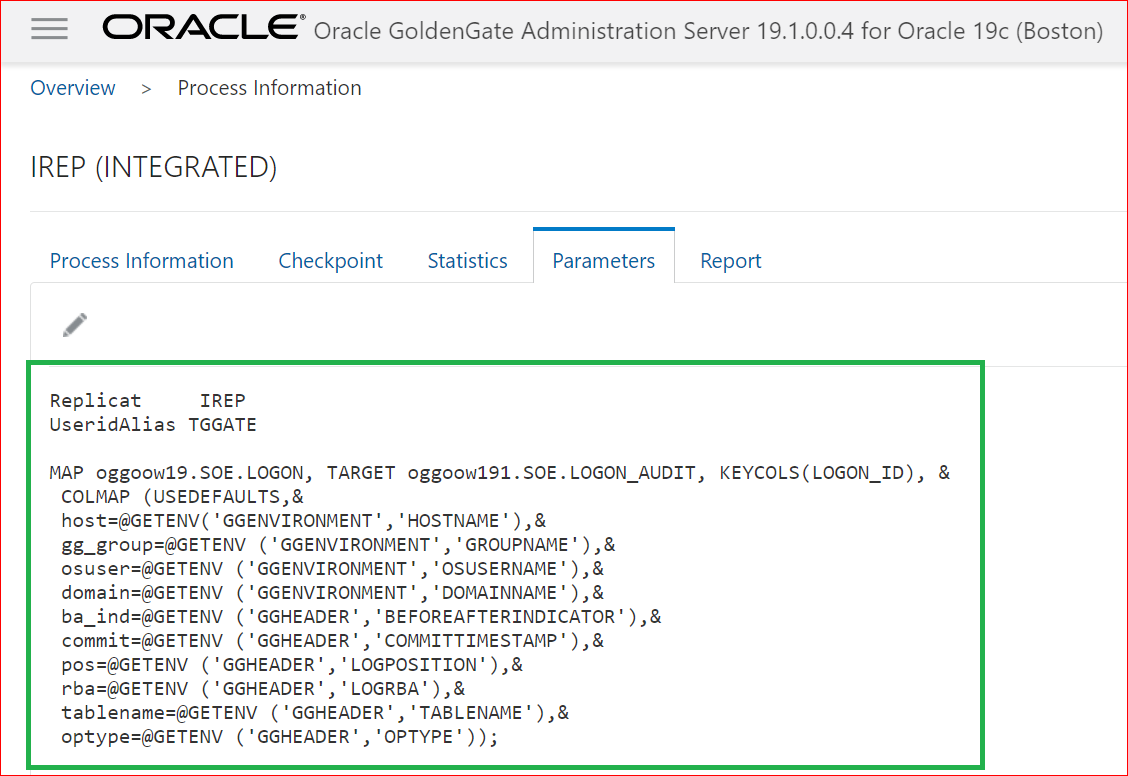 ORACLE® Oracle GoldenGate Administration Server 19.1.0.0.4 for Oracle 19c (Boston)
Overview > Process Information
IREP (INTEGRATED)
Process Information Checkpoint Statistics Parameters Report
Replicat     IREP
UseridAlias TGGATE
MAP oggoow19.SOE.LOGON, TARGET oggoow191.SOE.LOGON_AUDIT, KEYCOLS(LOGON_ID), &
 COLMAP (USEDEFAULTS,&
 host=@GETENV('GGENVIRONMENT','HOSTNAME'),&
 gg_group=@GETENV ('GGENVIRONMENT','GROUPNAME'),&
 osuser=@GETENV ('GGENVIRONMENT','OSUSERNAME'),&
 domain=@GETENV ('GGENVIRONMENT','DOMAINNAME'),&
 ba_ind=@GETENV ('GGHEADER','BEFOREAFTERINDICATOR'),&
 commit=@GETENV ('GGHEADER','COMMITTIMESTAMP'),&
 pos=@GETENV ('GGHEADER','LOGPOSITION'),&
 rba=@GETENV ('GGHEADER','LOGRBA'),&
 tablename=@GETENV ('GGHEADER','TABLENAME'),&
 optype=@GETENV ('GGHEADER','OPTYPE'));